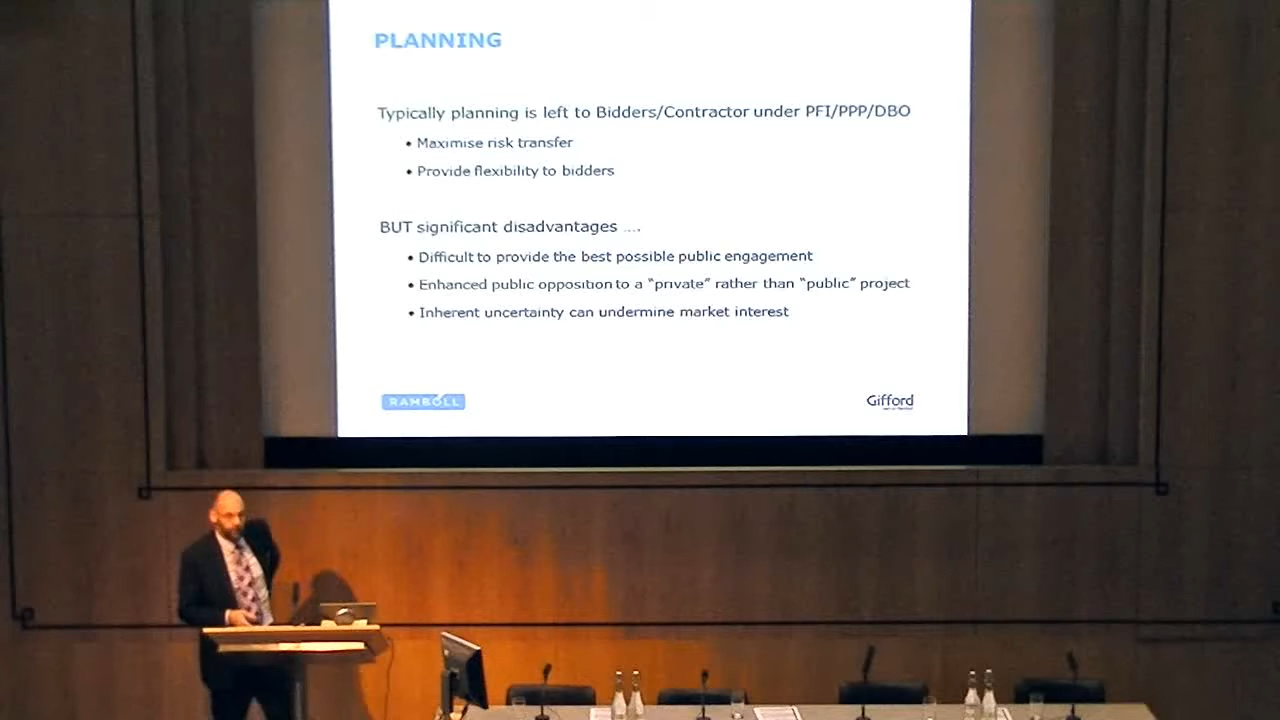 PLANNING
Typically planning is left to Bidders/Contractor under PFI/PPP/DBO
• Maximise risk transfer
• Provide flexibility to bidders
BUT significant disadvantages ....
• Difficult to provide the best possible public engagement
• Enhanced public opposition to a “private” rather than “public” project
• Inherent uncertainty can undermine market interest
RAMBOLL
Gifford